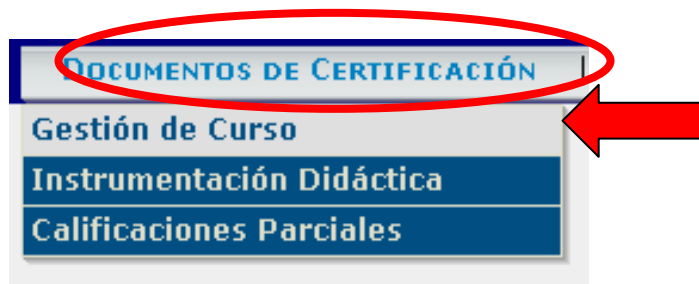 DOCUMENTOS DE CERTIFICACIÓN
Gestión de Curso
Instrumentación Didáctica
Calificaciones Parciales